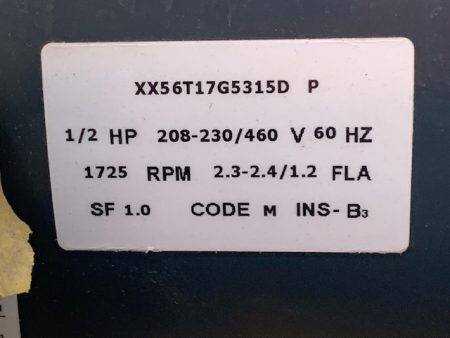 XX56T17G5315D P
1/2 HP 208-230/460 V 60 HZ
1725 RPM 2.3-2.4/1.2 FLA
SF 1.0 CODE M INS- B3